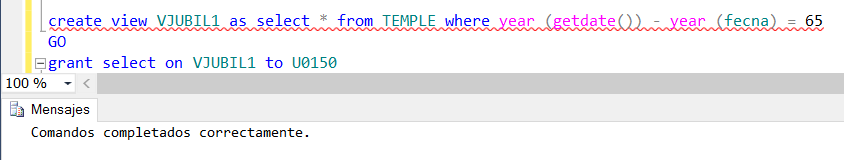 create view VJUBIL1 as select * from TEMPLE where year (getdate()) - year (fecna) = 65
GO
grant select on VJUBIL1 to U0150
100 %
Mensajes
Comandos completados correctamente.